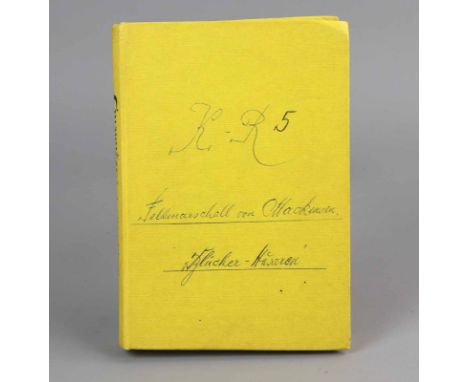 K.-R 5
Feldmarschall von Mackensen.
Blücher-Husaren